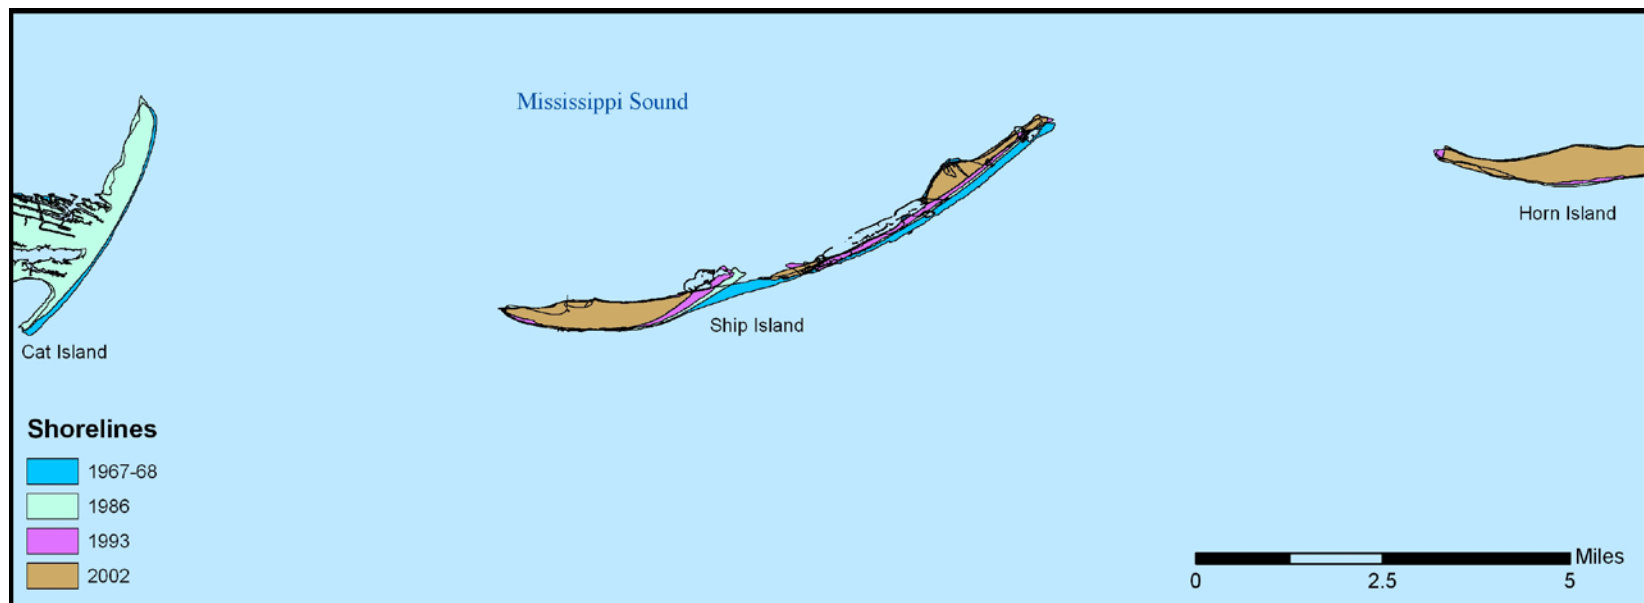 Mississippi Sound
Horn Island
Ship Island
Cat Island
Shorelines
1967-68
1986
1993
2002
Miles
0 2.5 5